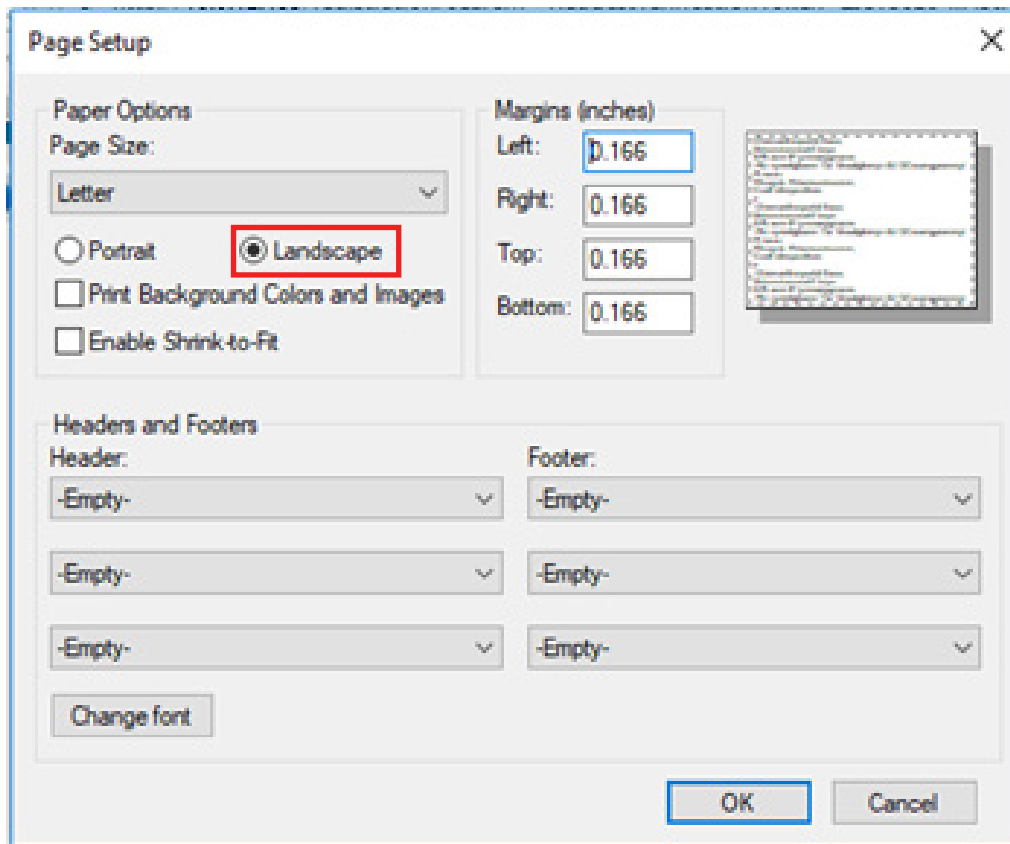 Page Setup
Paper Options
Page Size:
Letter
Portrait
Landscape
Print Background Colors and Images
Enable Shrink-to-Fit
Margins (inches)
Left: 0.166
Right: 0.166
Top: 0.166
Bottom: 0.166
Headers and Footers
Header:
-Empty-
-Empty-
-Empty-
Change font
Footer:
-Empty-
-Empty-
-Empty-
OK
Cancel